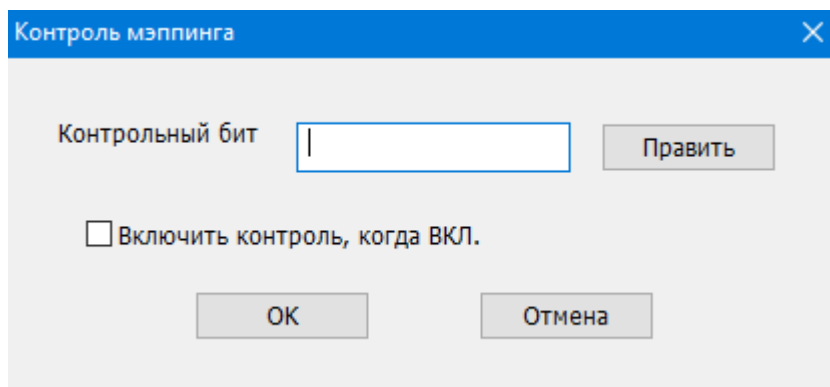 Контроль мэппинга
Контрольный бит
Править
Включить контроль, когда ВКЛ.
OK
Отмена